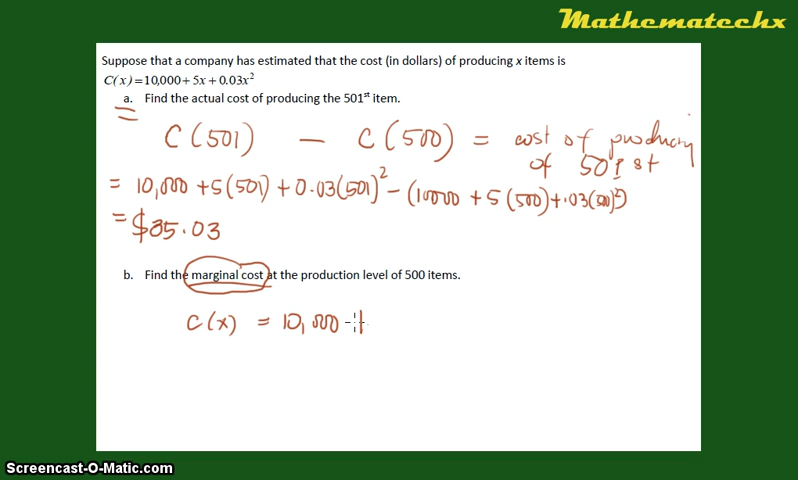 Mathematechx
Suppose that a company has estimated that the cost (in dollars) of producing x items is
C(x)=10,000+5x+0.03x²
a. Find the actual cost of producing the 501ˢᵗ item.
C(501) — C(500) = cost of producing
of 501st
= 10,000 +5(501)+0.03(501)² −(10000 +5(500)+.03(500)²)
= $35.03
b. Find the marginal cost at the production level of 500 items.
C(x) = 10,000
Screencast-O-Matic.com